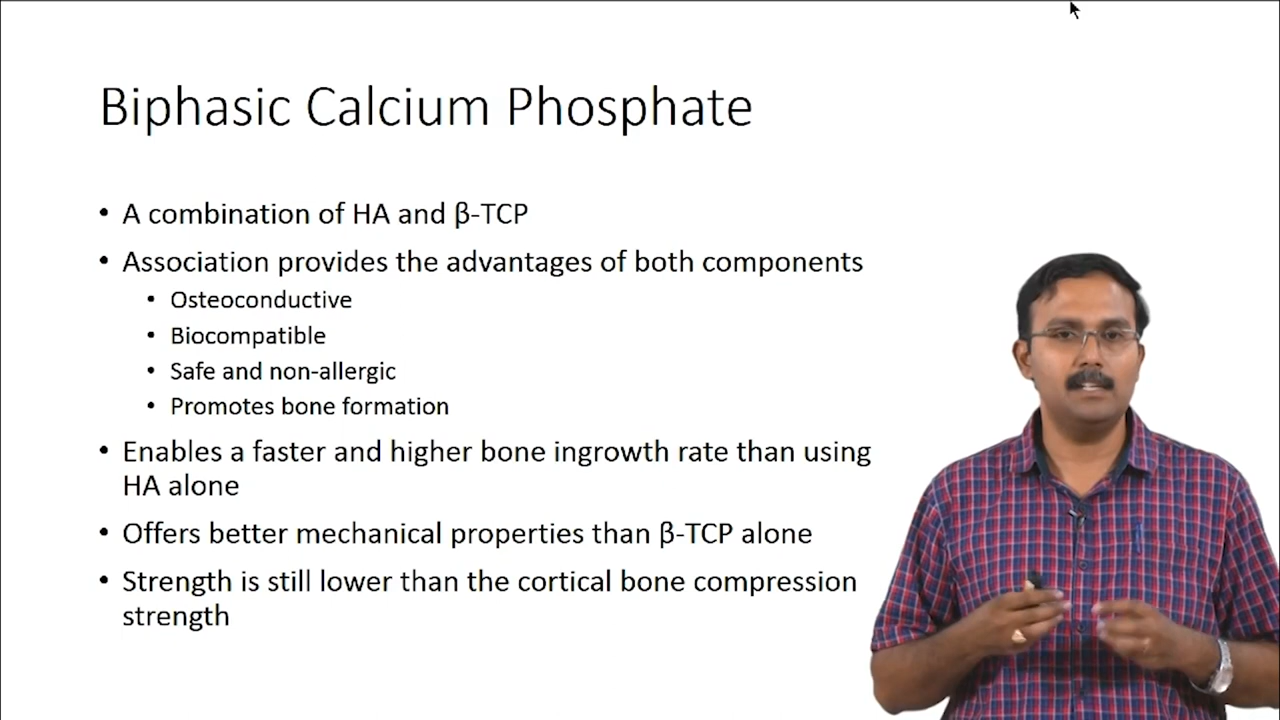 Biphasic Calcium Phosphate
• A combination of HA and β-TCP
• Association provides the advantages of both components
• Osteoconductive
• Biocompatible
• Safe and non-allergic
• Promotes bone formation
• Enables a faster and higher bone ingrowth rate than using
HA alone
• Offers better mechanical properties than β-TCP alone
• Strength is still lower than the cortical bone compression
strength